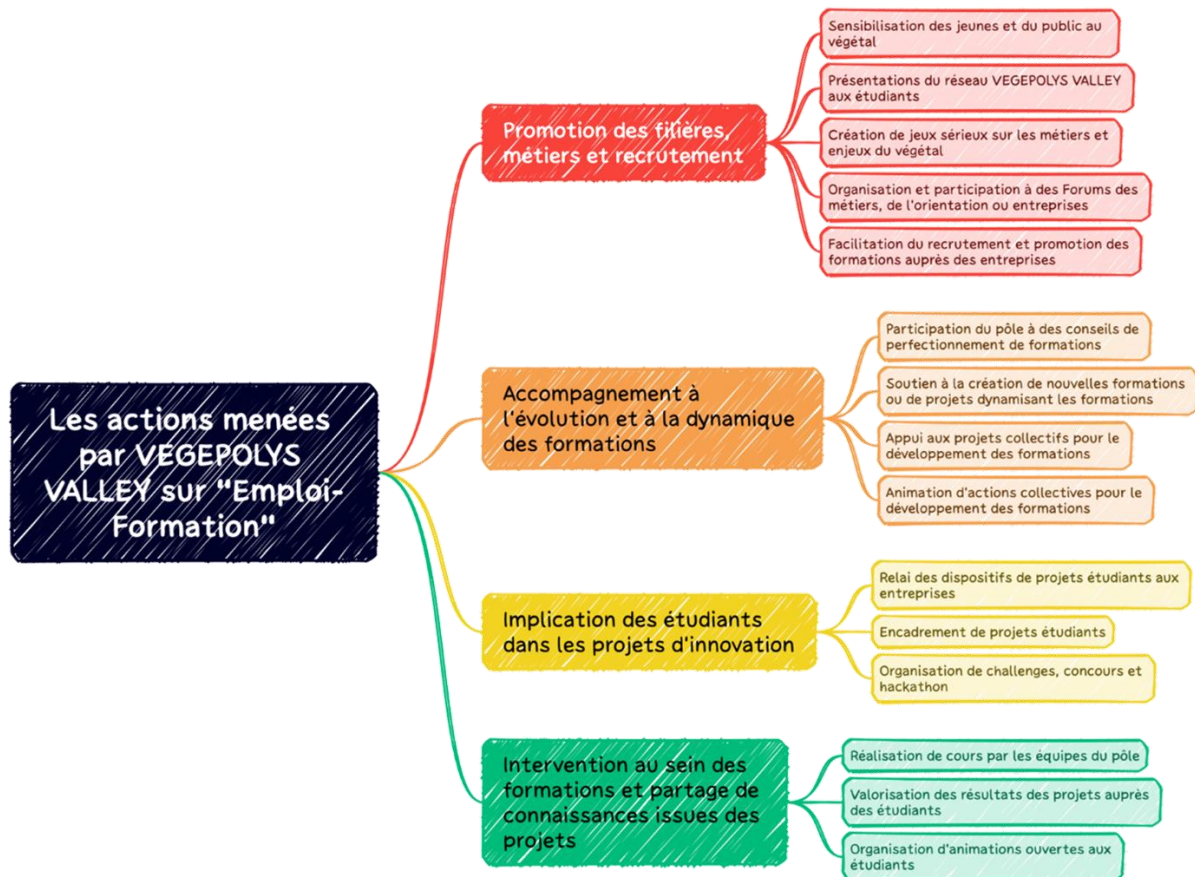 Les actions menées
par VEGEPOLYS
VALLEY sur "Emploi-
Formation"
Promotion des filières,
métiers et recrutement
Sensibilisation des jeunes et du public au
végétal
Présentations du réseau VEGEPOLYS VALLEY
aux étudiants
Création de jeux sérieux sur les métiers et
enjeux du végétal
Organisation et participation à des Forums des
métiers, de l'orientation ou entreprises
Facilitation du recrutement et promotion des
formations auprès des entreprises
Accompagnement à
l'évolution et à la dynamique
des formations
Participation du pôle à des conseils de
perfectionnement de formations
Soutien à la création de nouvelles formations
ou de projets dynamisant les formations
Appui aux projets collectifs pour le
développement des formations
Animation d'actions collectives pour le
développement des formations
Implication des étudiants
dans les projets d'innovation
Relai des dispositifs de projets étudiants aux
entreprises
Encadrement de projets étudiants
Organisation de challenges, concours et
hackathon
Intervention au sein des
formations et partage de
connaissances issues des
projets
Réalisation de cours par les équipes du pôle
Valorisation des résultats des projets auprès
des étudiants
Organisation d'animations ouvertes aux
étudiants